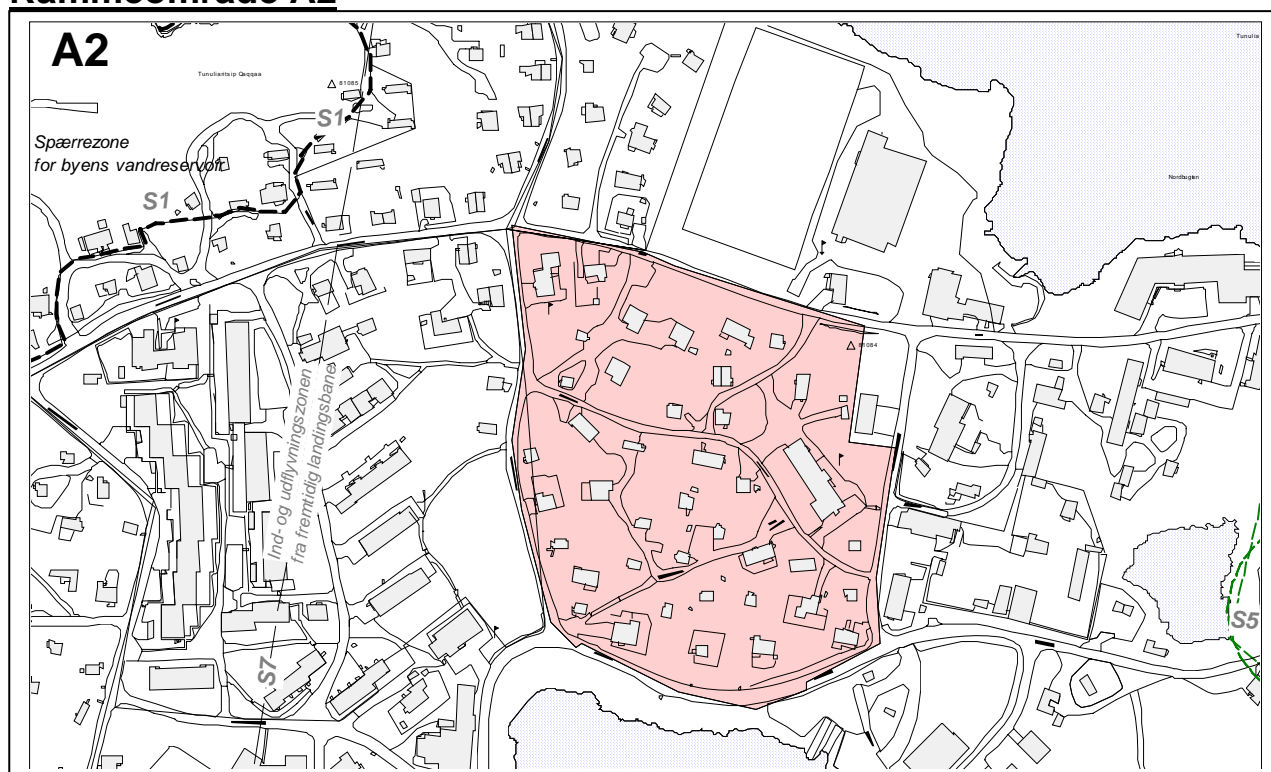 Rammeområde A2
A2
Tunuliaritsip Qaqqaa
81085
S1
Spærrezone
for byens vandreservoir
S1
Tunulia
Nordbugten
81084
Ind- og udflyvningszonen
fra fremtidig landingsbane
S5
S7